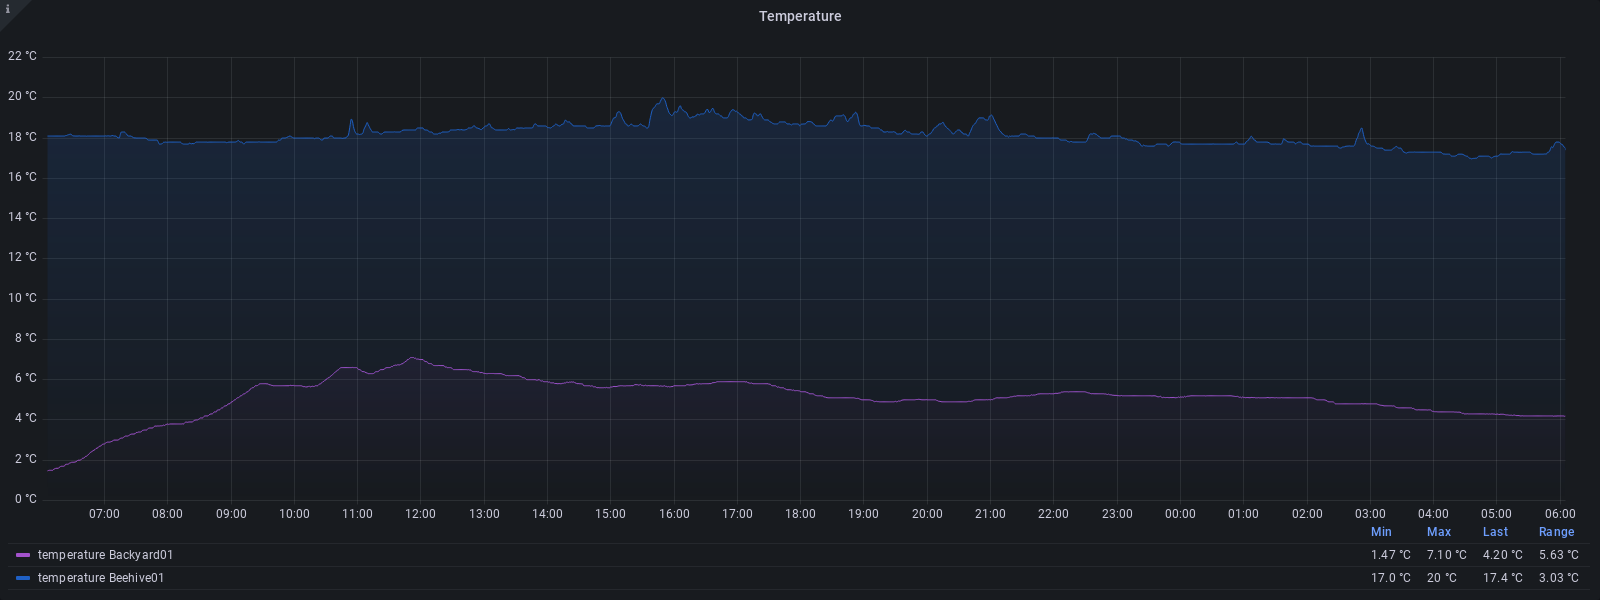 i
Temperature
22 °C
20 °C
18 °C
16 °C
14 °C
12 °C
10 °C
8 °C
6 °C
4 °C
2 °C
0 °C
07:00 08:00 09:00 10:00 11:00 12:00 13:00 14:00 15:00 16:00 17:00 18:00 19:00 20:00 21:00 22:00 23:00 00:00 01:00 02:00 03:00 04:00 05:00 06:00
Min Max Last Range
temperature Backyard01 1.47 °C 7.10 °C 4.20 °C 5.63 °C
temperature Beehive01 17.0 °C 20 °C 17.4 °C 3.03 °C